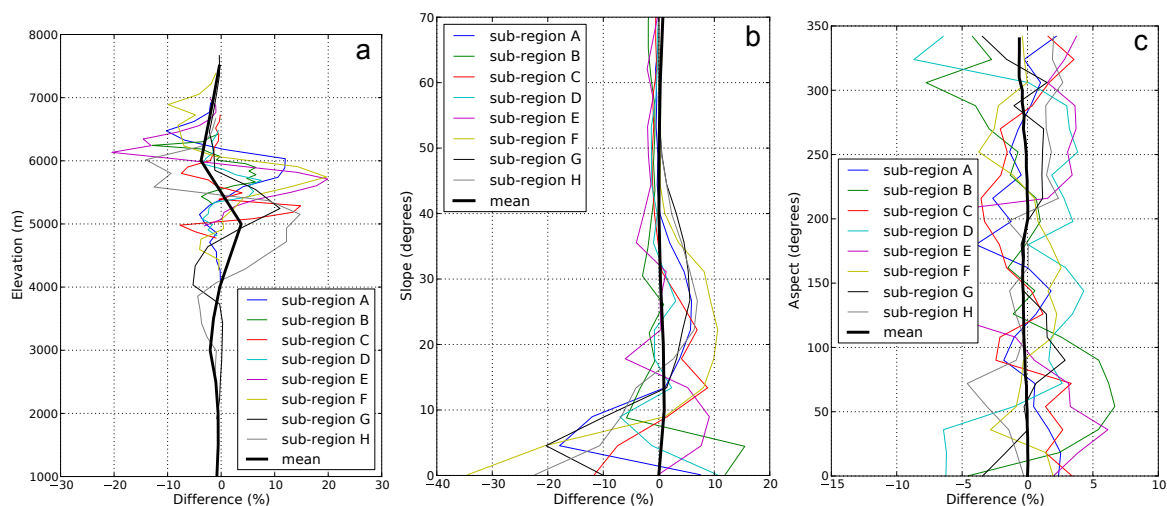 a
8000
7000
6000
5000
4000
3000
2000
1000
Elevation (m)
−30
−20
−10
0
10
20
30
Difference (%)
sub-region A
sub-region B
sub-region C
sub-region D
sub-region E
sub-region F
sub-region G
sub-region H
mean
b
70
60
50
40
30
20
10
0
Slope (degrees)
−40
−30
−20
−10
0
10
20
Difference (%)
sub-region A
sub-region B
sub-region C
sub-region D
sub-region E
sub-region F
sub-region G
sub-region H
mean
c
350
300
250
200
150
100
50
0
Aspect (degrees)
−15
−10
−5
0
5
10
Difference (%)
sub-region A
sub-region B
sub-region C
sub-region D
sub-region E
sub-region F
sub-region G
sub-region H
mean